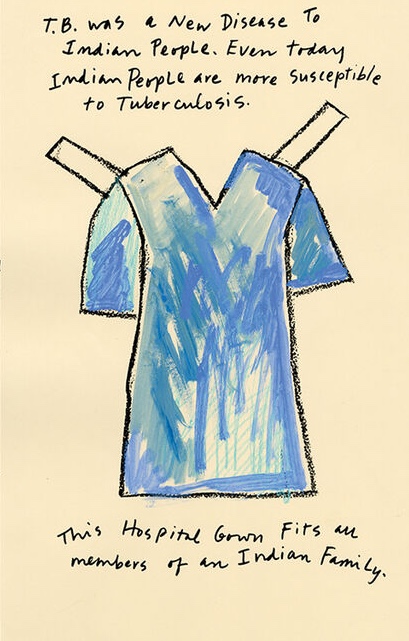 T.B. was a New Disease To
Indian People. Even today
Indian People are more susceptible
to Tuberculosis.
This Hospital Gown Fits all
members of an Indian Family.